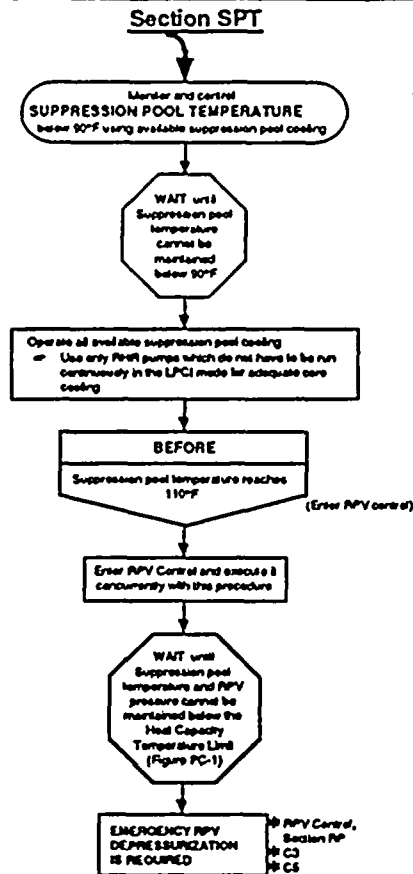 Section SPT
Monitor and control
SUPPRESSION POOL TEMPERATURE
below 90°F using available suppression pool cooling
WAIT until
Suppression pool
temperature
cannot be
maintained
below 90°F
Operate all available suppression pool cooling
Use only RHR pumps which do not have to be run
continuously in the LPCI mode for adequate core
cooling
BEFORE
Suppression pool temperature reaches
110°F
(Enter RPV control)
Enter RPV Control and execute it
concurrently with this procedure
WAIT until
Suppression pool
temperature and RPV
pressure cannot be
maintained below the
Heat Capacity
Temperature Limit
(Figure PC-1)
EMERGENCY RPV
DEPRESSURIZATION
IS REQUIRED
RPV Control,
Section RP
C3
C5